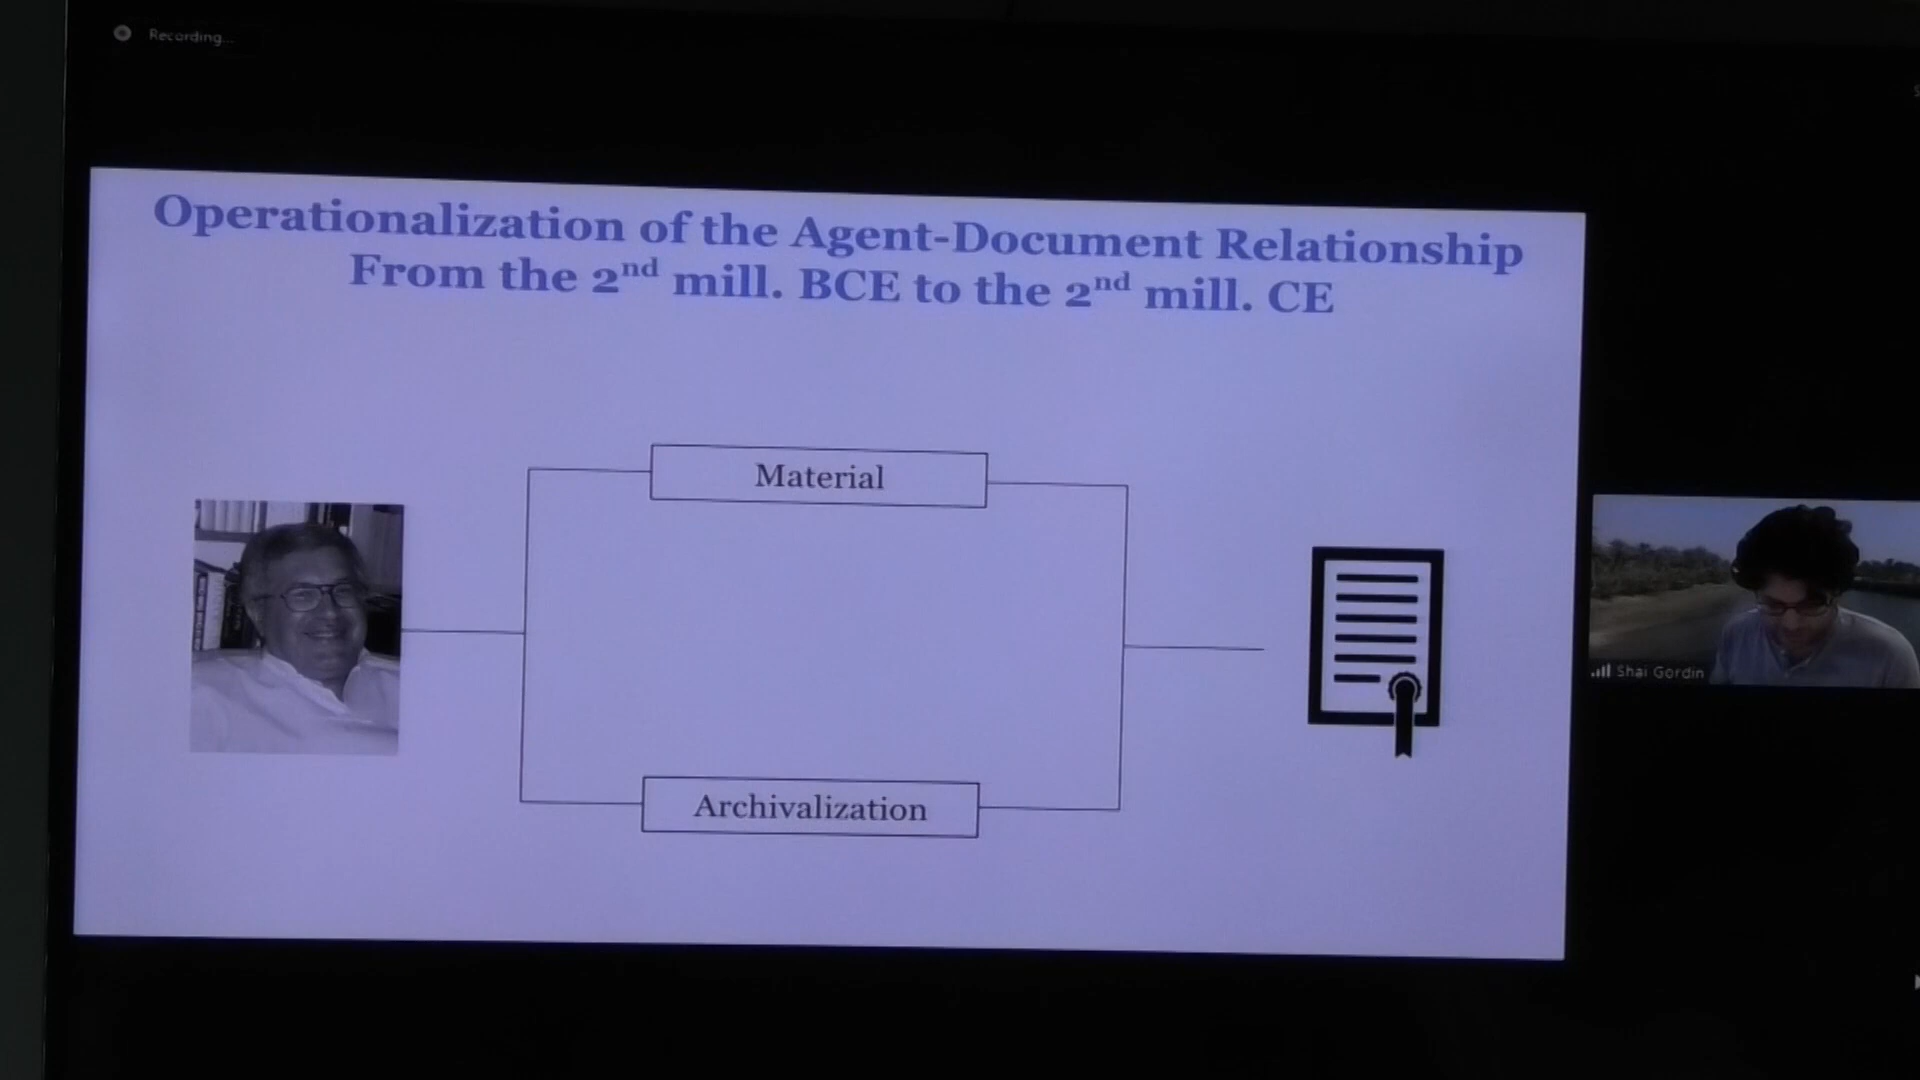 Recording...
Operationalization of the Agent-Document Relationship
From the 2nd mill. BCE to the 2nd mill. CE
Material
Archivalization
Shai Gordin